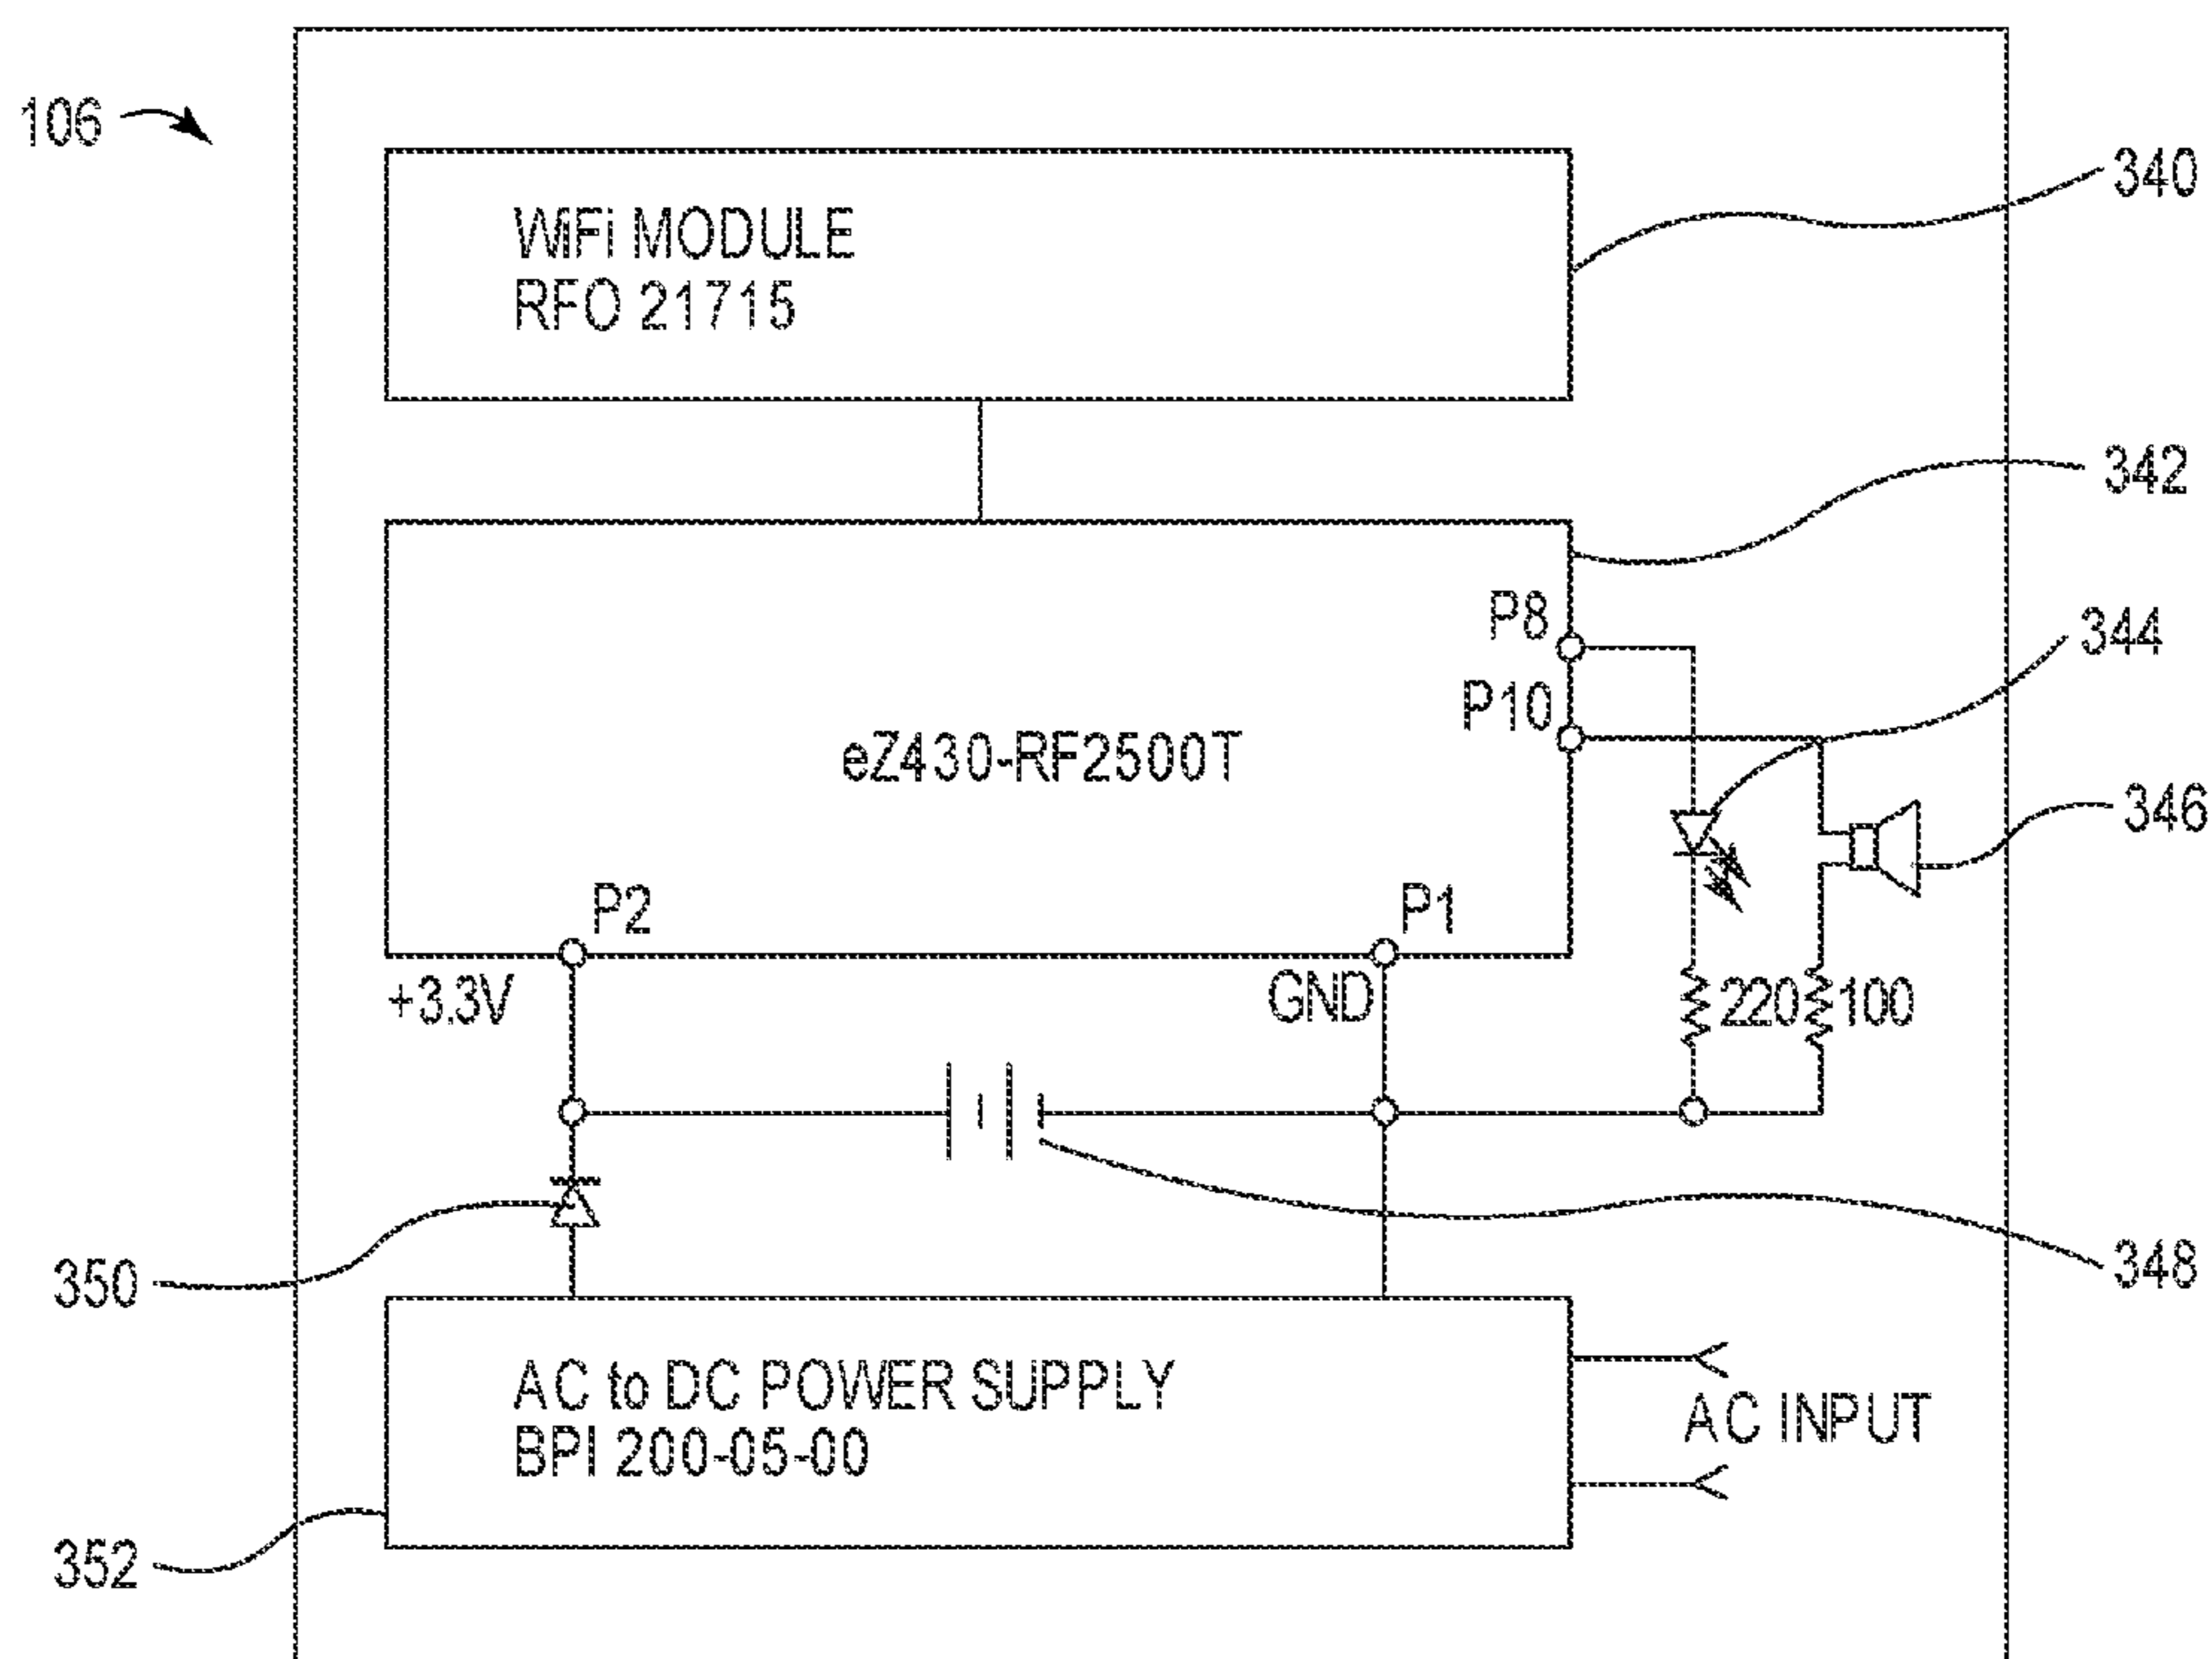 106
WiFi MODULE
RFO 21715
340
342
P8
344
P10
eZ430-RF2500T
346
P2
P1
+3.3V
GND
220
100
348
350
AC to DC POWER SUPPLY
BPI 200-05-00
AC INPUT
352